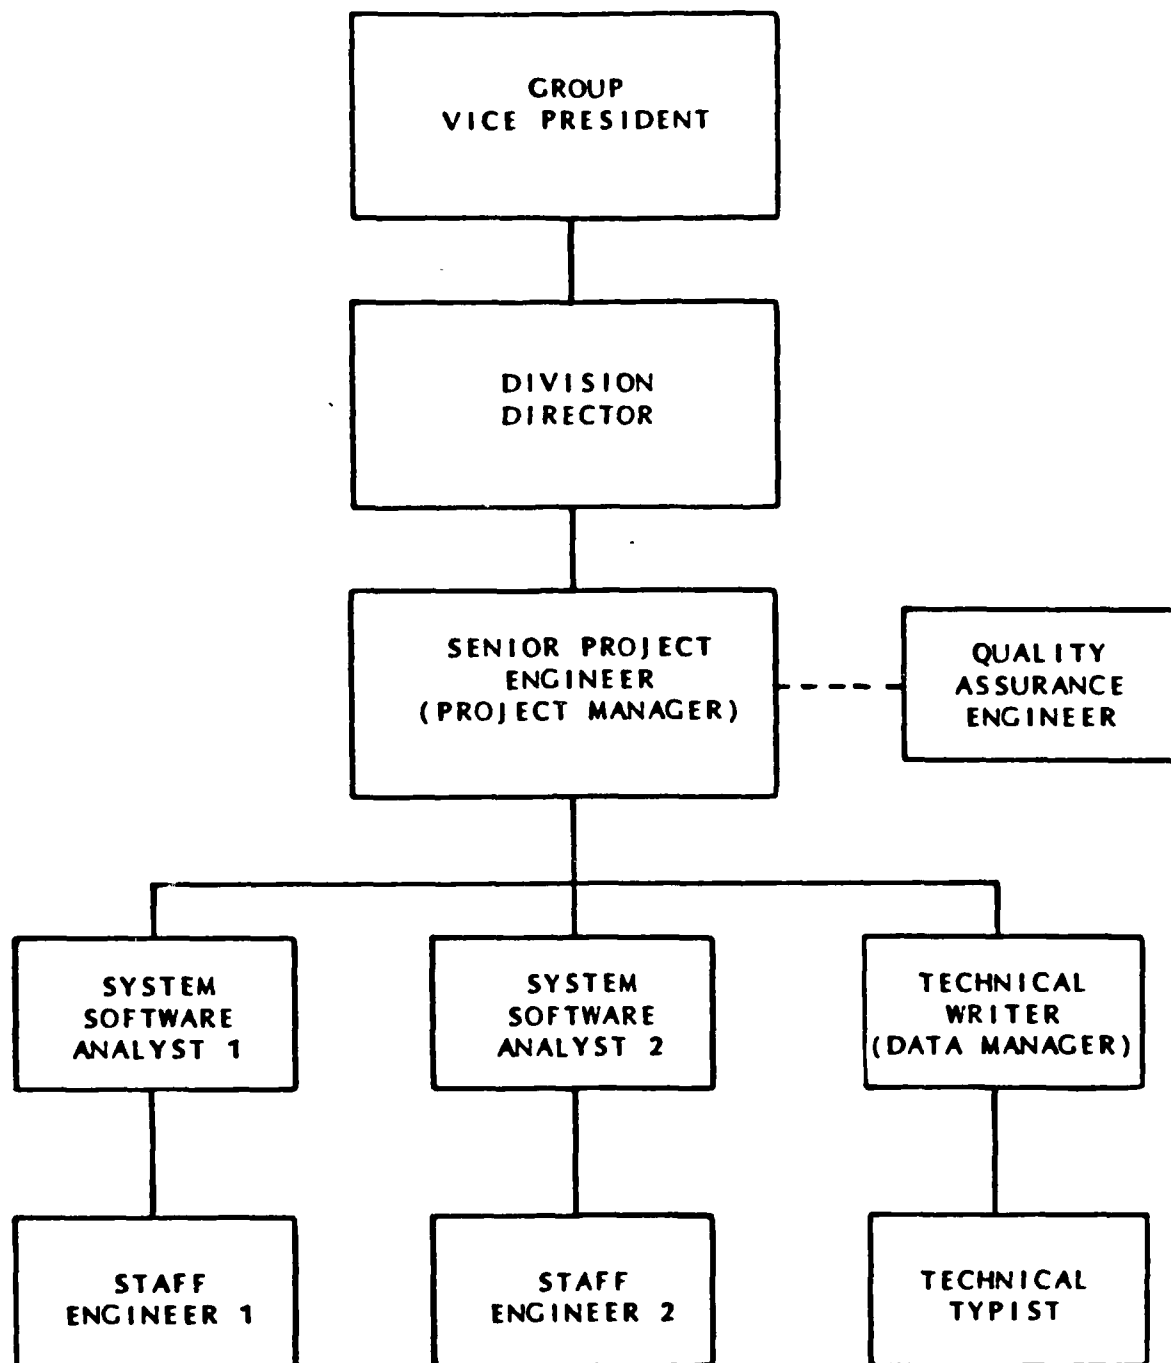 GROUP
VICE PRESIDENT
DIVISION
DIRECTOR
SENIOR PROJECT
ENGINEER
(PROJECT MANAGER)
QUALITY
ASSURANCE
ENGINEER
SYSTEM
SOFTWARE
ANALYST 1
SYSTEM
SOFTWARE
ANALYST 2
TECHNICAL
WRITER
(DATA MANAGER)
STAFF
ENGINEER 1
STAFF
ENGINEER 2
TECHNICAL
TYPIST